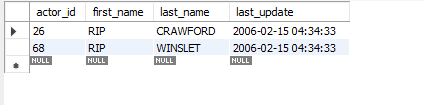 actor_id first_name last_name last_update
26 RIP CRAWFORD 2006-02-15 04:34:33
68 RIP WINSLET 2006-02-15 04:34:33
NULL NULL NULL NULL